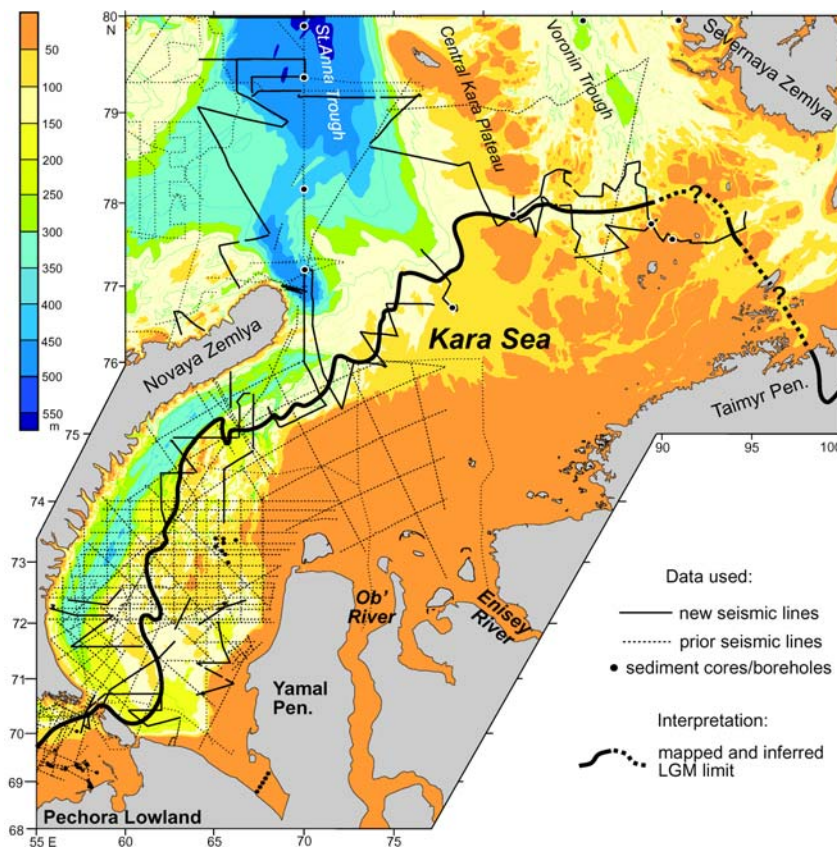 80
N
79
78
77
76
75
74
73
72
71
70
69
68
55 E
60
65
70
75
90
95
100
50
100
150
200
250
300
350
400
450
500
550
m
St.Anna Trough
Central Kara Plateau
Voronin Trough
Severnaya Zemlya
?
?
Novaya Zemlya
Kara Sea
Taimyr Pen.
Ob'
River
Enisey
River
Yamal
Pen.
Pechora Lowland
Data used:
new seismic lines
prior seismic lines
sediment cores/boreholes
Interpretation:
mapped and inferred
LGM limit